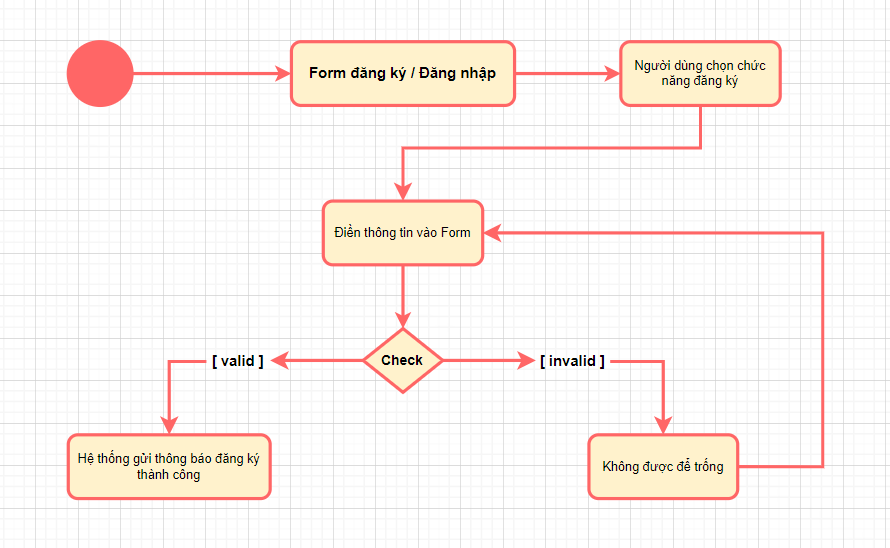 Form đăng ký / Đăng nhập
Người dùng chọn chức
năng đăng ký
Điền thông tin vào Form
[ valid ]
Check
[ invalid ]
Hệ thống gửi thông báo đăng ký
thành công
Không được để trống